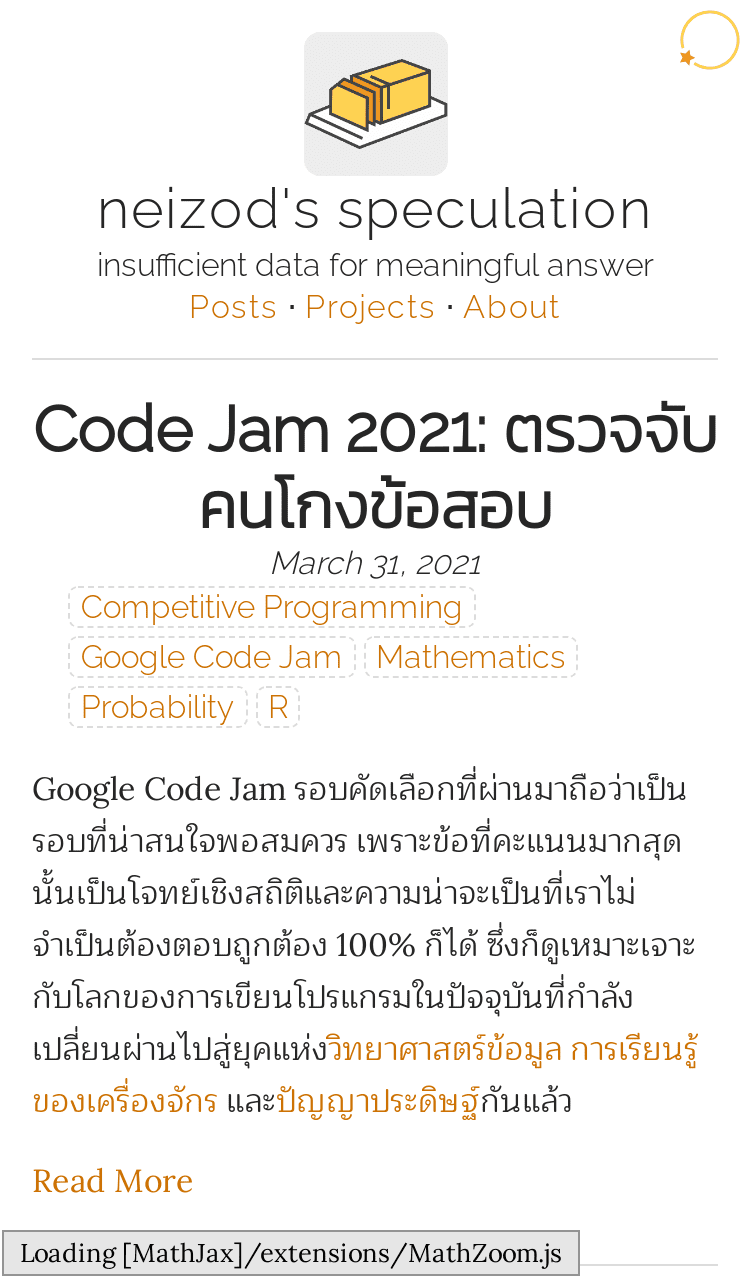 neizod's speculation
insufficient data for meaningful answer
Posts · Projects · About
Code Jam 2021: ตรวจจับ
คนโกงข้อสอบ
March 31, 2021
Competitive Programming
Google Code Jam Mathematics
Probability R
Google Code Jam รอบคัดเลือกที่ผ่านมาถือว่าเป็น
รอบที่น่าสนใจพอสมควร เพราะข้อที่คะแนนมากสุด
นั้นเป็นโจทย์เชิงสถิติและความน่าจะเป็นที่เราไม่
จำเป็นต้องตอบถูกต้อง 100% ก็ได้ ซึ่งก็ดูเหมาะเจาะ
กับโลกของการเขียนโปรแกรมในปัจจุบันที่กำลัง
เปลี่ยนผ่านไปสู่ยุคแห่งวิทยาศาสตร์ข้อมูล การเรียนรู้
ของเครื่องจักร และปัญญาประดิษฐ์กันแล้ว
Read More
Loading [MathJax]/extensions/MathZoom.js